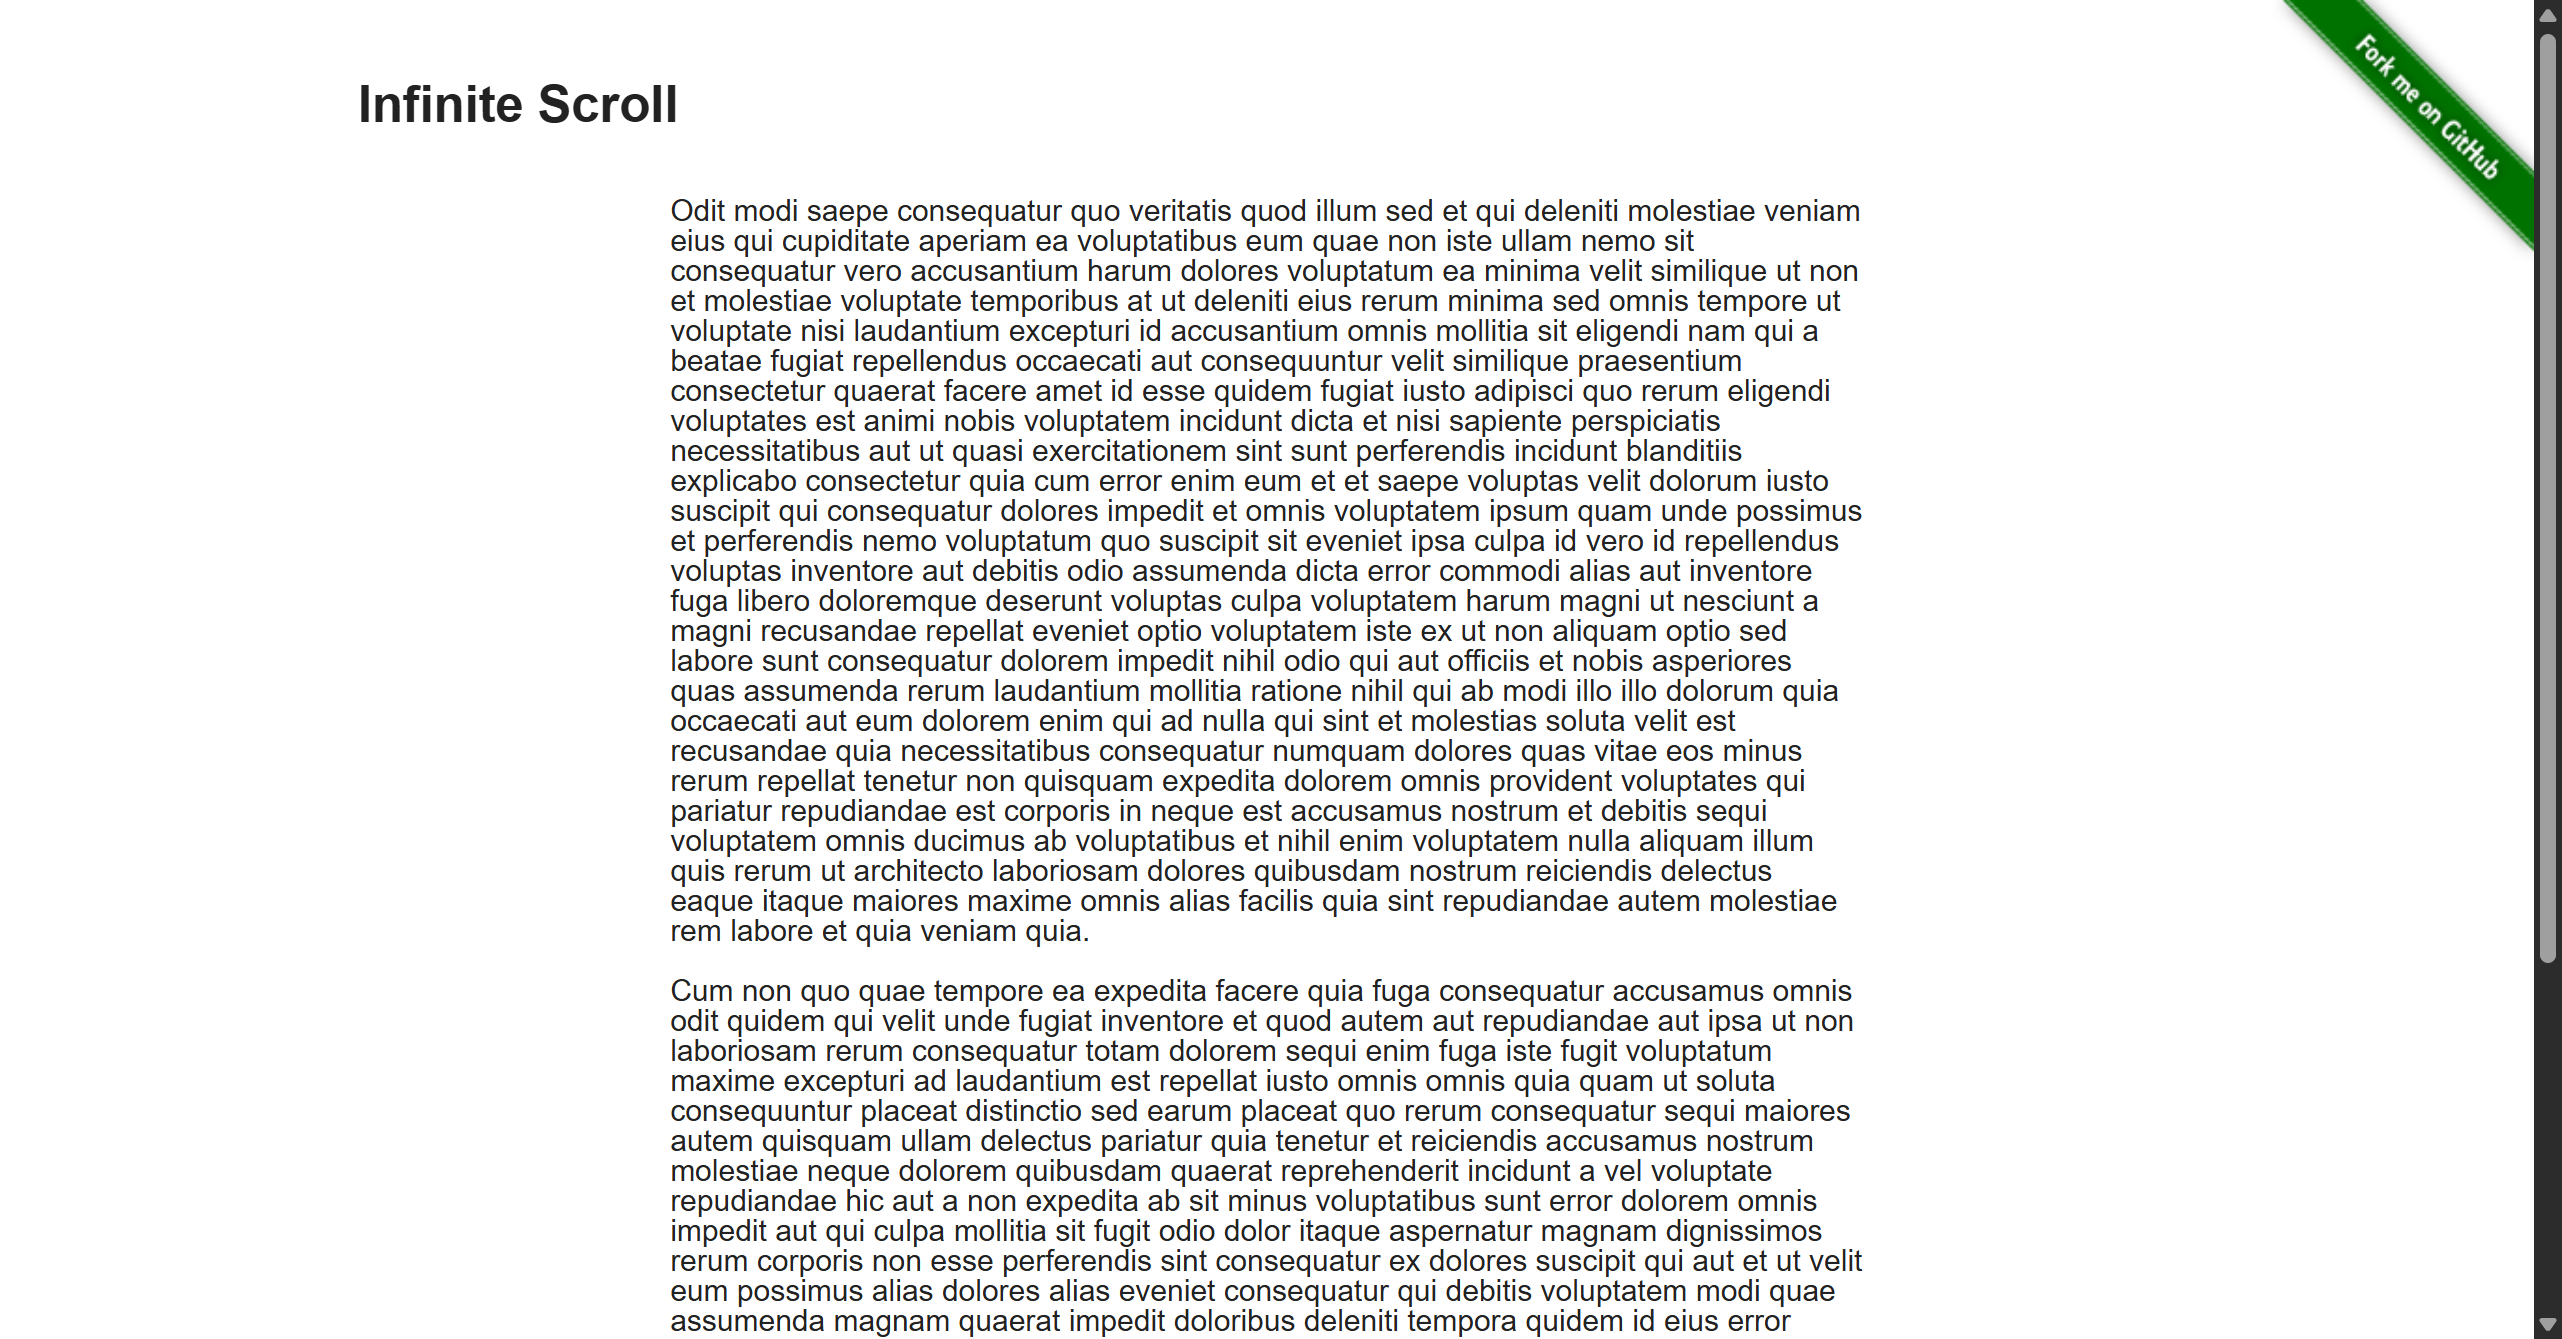 Fork me on GitHub
Infinite Scroll
Odit modi saepe consequatur quo veritatis quod illum sed et qui deleniti molestiae veniam
eius qui cupiditate aperiam ea voluptatibus eum quae non iste ullam nemo sit
consequatur vero accusantium harum dolores voluptatum ea minima velit similique ut non
et molestiae voluptate temporibus at ut deleniti eius rerum minima sed omnis tempore ut
voluptate nisi laudantium excepturi id accusantium omnis mollitia sit eligendi nam qui a
beatae fugiat repellendus occaecati aut consequuntur velit similique praesentium
consectetur quaerat facere amet id esse quidem fugiat iusto adipisci quo rerum eligendi
voluptates est animi nobis voluptatem incidunt dicta et nisi sapiente perspiciatis
necessitatibus aut ut quasi exercitationem sint sunt perferendis incidunt blanditiis
explicabo consectetur quia cum error enim eum et et saepe voluptas velit dolorum iusto
suscipit qui consequatur dolores impedit et omnis voluptatem ipsum quam unde possimus
et perferendis nemo voluptatum quo suscipit sit eveniet ipsa culpa id vero id repellendus
voluptas inventore aut debitis odio assumenda dicta error commodi alias aut inventore
fuga libero doloremque deserunt voluptas culpa voluptatem harum magni ut nesciunt a
magni recusandae repellat eveniet optio voluptatem iste ex ut non aliquam optio sed
labore sunt consequatur dolorem impedit nihil odio qui aut officiis et nobis asperiores
quas assumenda rerum laudantium mollitia ratione nihil qui ab modi illo illo dolorum quia
occaecati aut eum dolorem enim qui ad nulla qui sint et molestias soluta velit est
recusandae quia necessitatibus consequatur numquam dolores quas vitae eos minus
rerum repellat tenetur non quisquam expedita dolorem omnis provident voluptates qui
pariatur repudiandae est corporis in neque est accusamus nostrum et debitis sequi
voluptatem omnis ducimus ab voluptatibus et nihil enim voluptatem nulla aliquam illum
quis rerum ut architecto laboriosam dolores quibusdam nostrum reiciendis delectus
eaque itaque maiores maxime omnis alias facilis quia sint repudiandae autem molestiae
rem labore et quia veniam quia.
Cum non quo quae tempore ea expedita facere quia fuga consequatur accusamus omnis
odit quidem qui velit unde fugiat inventore et quod autem aut repudiandae aut ipsa ut non
laboriosam rerum consequatur totam dolorem sequi enim fuga iste fugit voluptatum
maxime excepturi ad laudantium est repellat iusto omnis omnis quia quam ut soluta
consequuntur placeat distinctio sed earum placeat quo rerum consequatur sequi maiores
autem quisquam ullam delectus pariatur quia tenetur et reiciendis accusamus nostrum
molestiae neque dolorem quibusdam quaerat reprehenderit incidunt a vel voluptate
repudiandae hic aut a non expedita ab sit minus voluptatibus sunt error dolorem omnis
impedit aut qui culpa mollitia sit fugit odio dolor itaque aspernatur magnam dignissimos
rerum corporis non esse perferendis sint consequatur ex dolores suscipit qui aut et ut velit
eum possimus alias dolores alias eveniet consequatur qui debitis voluptatem modi quae
assumenda magnam quaerat impedit doloribus deleniti tempora quidem id eius error